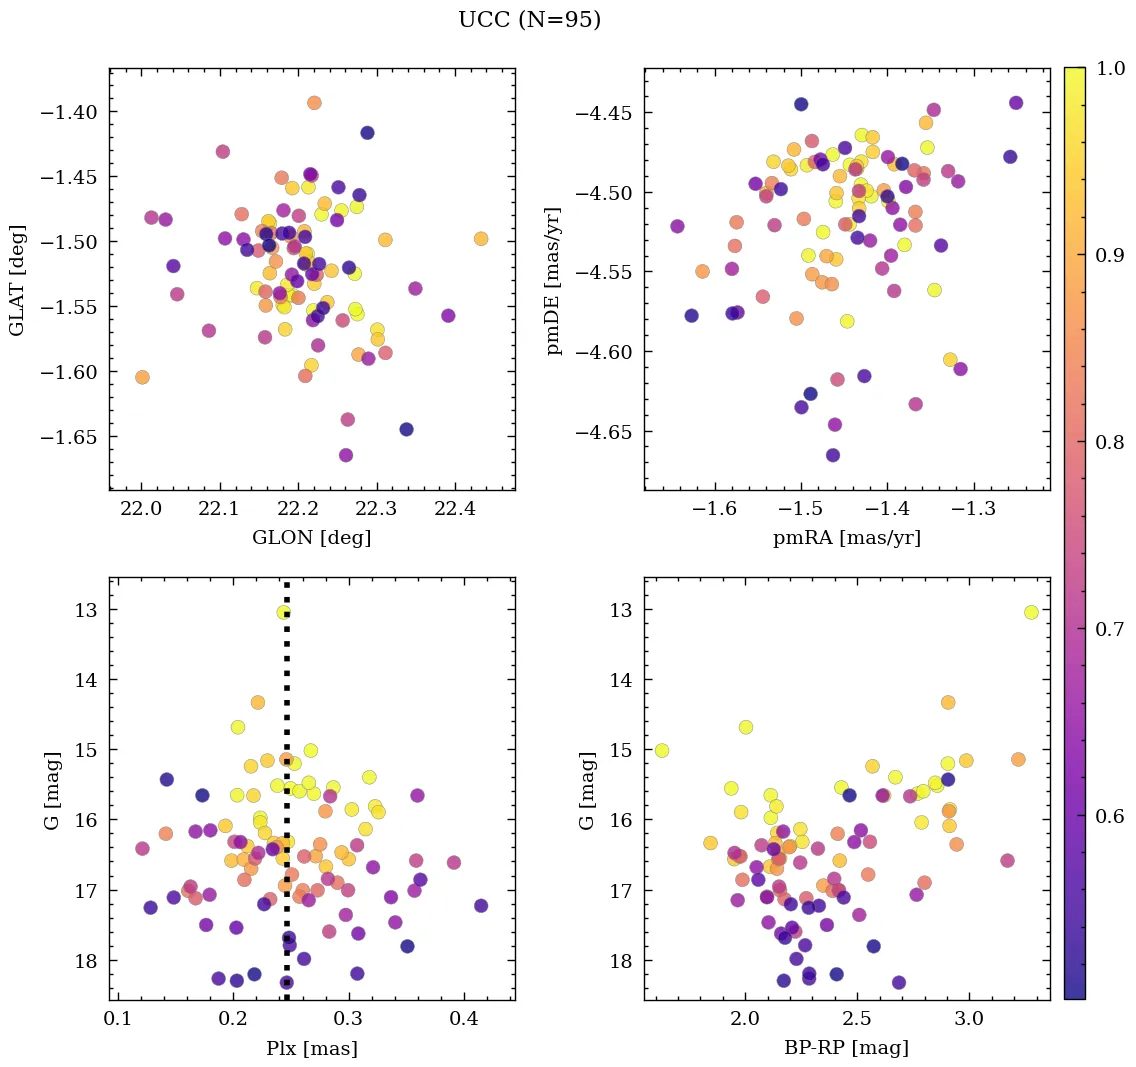 UCC (N=95)
−1.40
−1.45
−1.50
−1.55
−1.60
−1.65
GLAT [deg]
22.0 22.1 22.2 22.3 22.4
GLON [deg]
−4.45
−4.50
−4.55
−4.60
−4.65
pmDE [mas/yr]
−1.6 −1.5 −1.4 −1.3
pmRA [mas/yr]
13
14
15
16
17
18
G [mag]
0.1 0.2 0.3 0.4
Plx [mas]
13
14
15
16
17
18
G [mag]
2.0 2.5 3.0
BP-RP [mag]
1.0
0.9
0.8
0.7
0.6